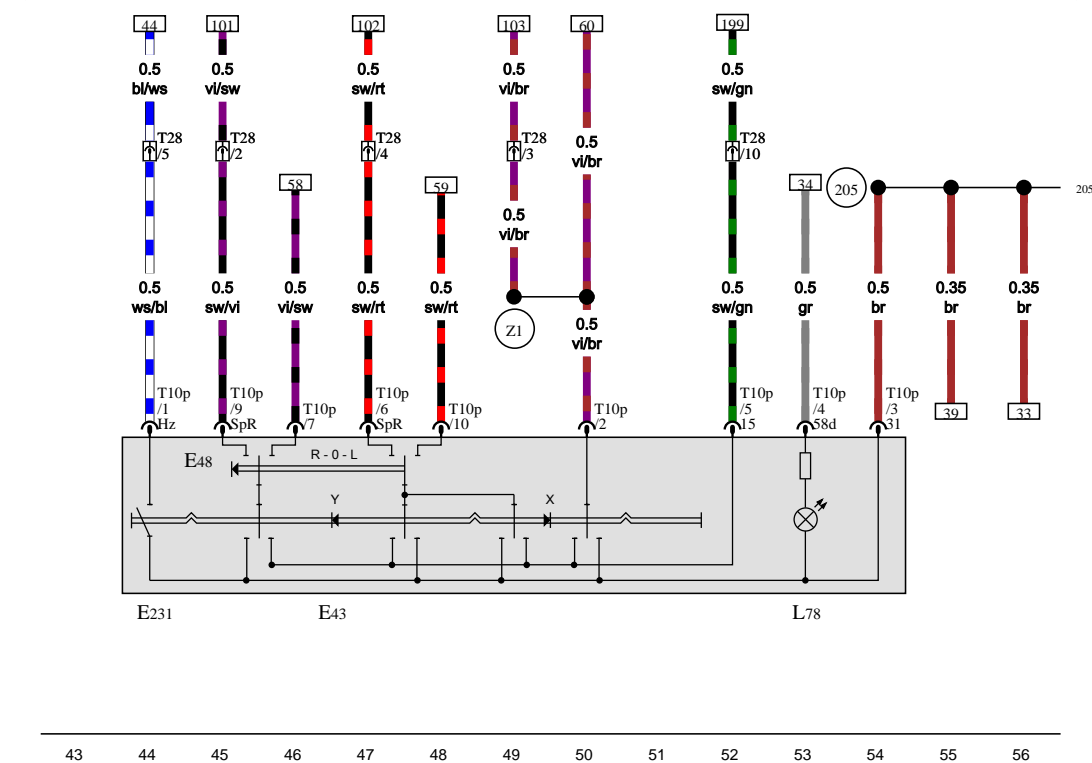 44
101
102
103
60
199
0.5
bl/ws
0.5
vi/sw
0.5
sw/rt
0.5
vi/br
0.5
sw/gn
T28
/5
T28
/2
T28
/4
T28
/3
0.5
vi/br
T28
/10
58
59
34
205
205
0.5
vi/br
0.5
ws/bl
0.5
sw/vi
0.5
vi/sw
0.5
sw/rt
0.5
sw/rt
0.5
sw/gn
0.5
gr
0.5
br
0.35
br
0.35
br
Z1
0.5
vi/br
T10p
/1
Hz
T10p
/9
SpR
T10p
/7
T10p
/6
SpR
T10p
/10
T10p
/2
T10p
/5
15
T10p
/4
58d
T10p
/3
31
39
33
E48
R - 0 - L
Y
X
E231
E43
L78
43 44 45 46 47 48 49 50 51 52 53 54 55 56